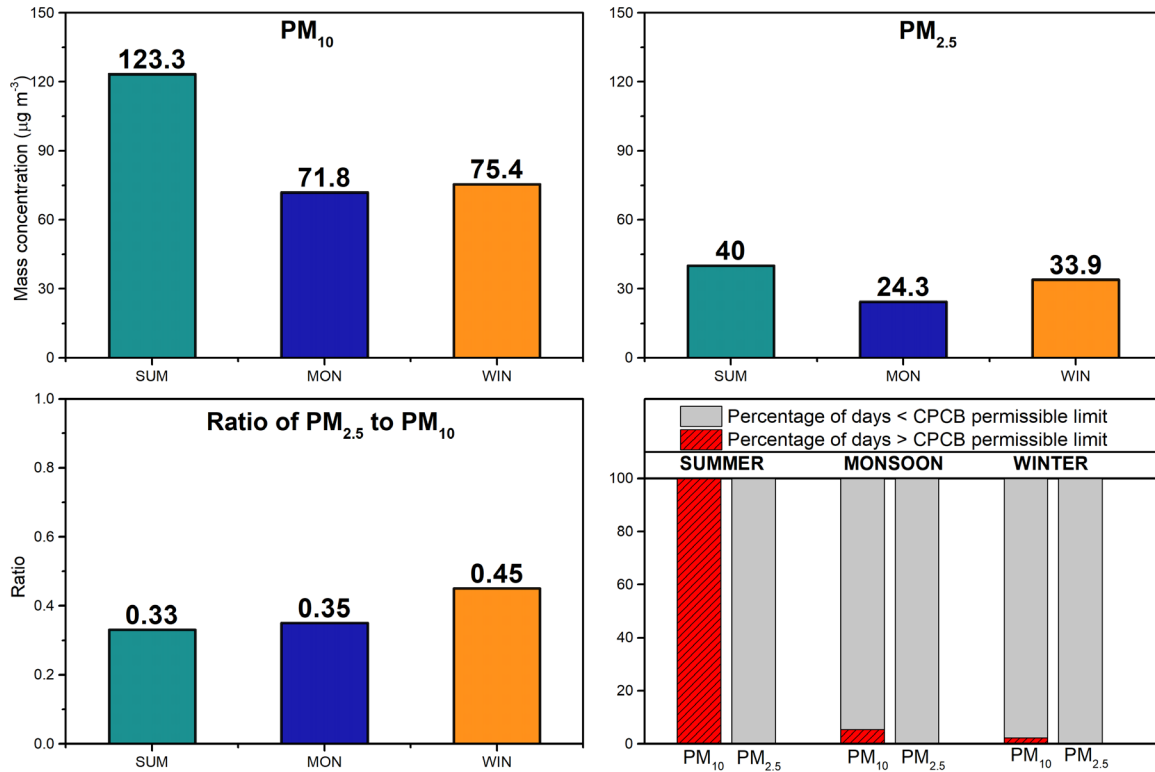 PM10
150
120
90
60
30
0
Mass concentration (μg m-3)
123.3
71.8
75.4
SUM
MON
WIN
PM2.5
150
120
90
60
30
0
40
24.3
33.9
SUM
MON
WIN
Ratio of PM2.5 to PM10
1.0
0.8
0.6
0.4
0.2
0.0
Ratio
0.33
0.35
0.45
SUM
MON
WIN
Percentage of days < CPCB permissible limit
Percentage of days > CPCB permissible limit
SUMMER MONSOON WINTER
100
80
60
40
20
0
PM10 PM2.5 PM10 PM2.5 PM10 PM2.5